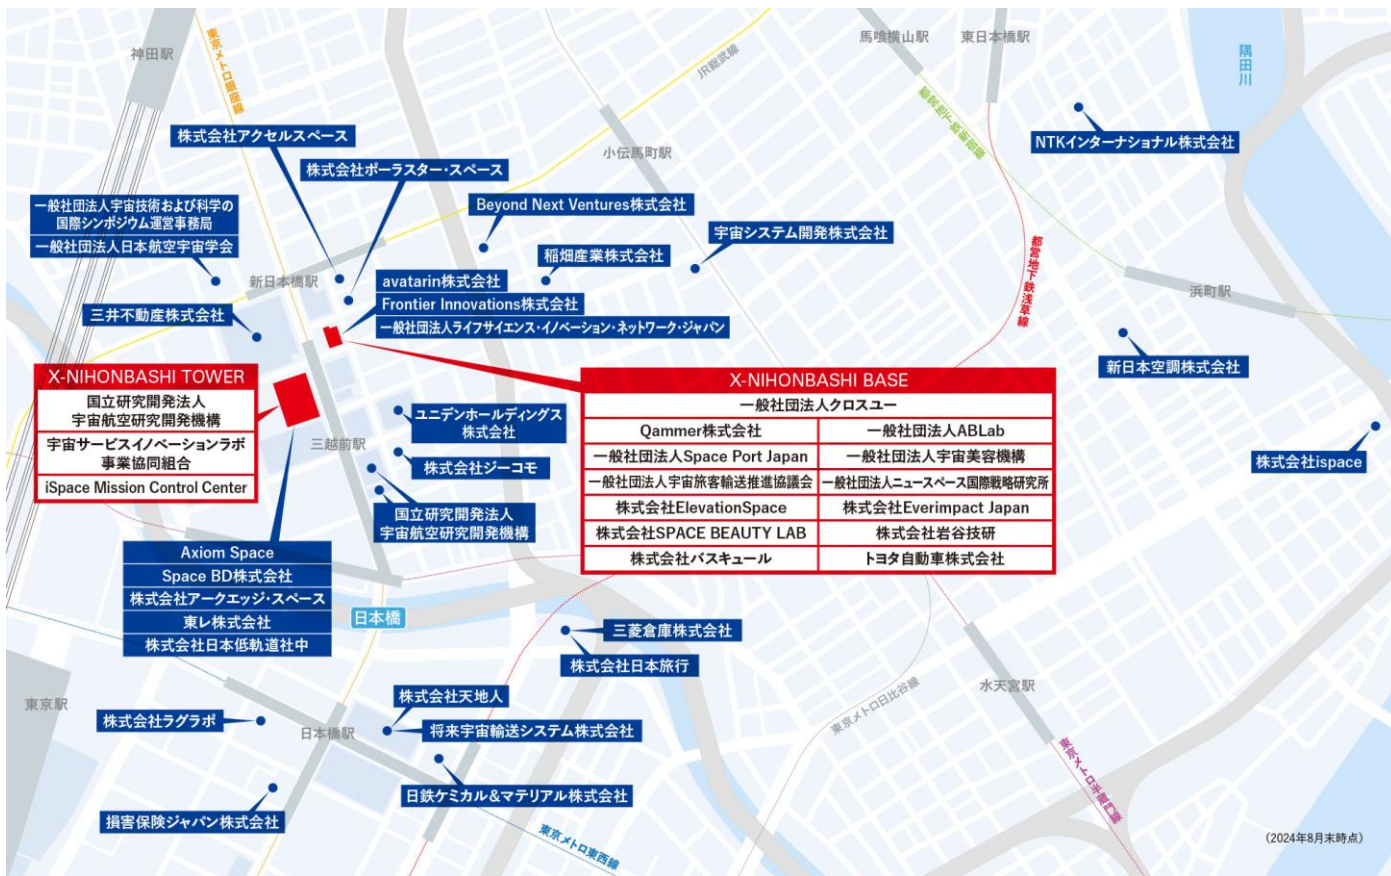 神田駅
東京メトロ銀座線
馬喰横山駅
東日本橋駅
隅田川
JR総武線
都営地下鉄新宿線
NTKインターナショナル株式会社
株式会社アクセルスペース
株式会社ポーラスター・スペース
小伝馬町駅
一般社団法人宇宙技術および科学の
国際シンポジウム運営事務局
一般社団法人日本航空宇宙学会
Beyond Next Ventures株式会社
宇宙システム開発株式会社
稲畑産業株式会社
都営地下鉄浅草線
新日本橋駅
avatarin株式会社
Frontier Innovations株式会社
一般社団法人ライフサイエンス・イノベーション・ネットワーク・ジャパン
浜町駅
三井不動産株式会社
新日本空調株式会社
X-NIHONBASHI TOWER
国立研究開発法人
宇宙航空研究開発機構
宇宙サービスイノベーションラボ
事業協同組合
iSpace Mission Control Center
X-NIHONBASHI BASE
一般社団法人クロスユー
Qammer株式会社
一般社団法人ABLab
一般社団法人Space Port Japan
一般社団法人宇宙美容機構
一般社団法人宇宙旅客輸送推進協議会
一般社団法人ニュースペース国際戦略研究所
株式会社ElevationSpace
株式会社Everimpact Japan
株式会社SPACE BEAUTY LAB
株式会社岩谷技研
株式会社バスキュール
トヨタ自動車株式会社
三越前駅
ユニデンホールディングス
株式会社
株式会社ジーコモ
国立研究開発法人
宇宙航空研究開発機構
株式会社ispace
Axiom Space
Space BD株式会社
株式会社アークエッジ・スペース
東レ株式会社
株式会社日本低軌道社中
日本橋
三菱倉庫株式会社
株式会社日本旅行
東京駅
株式会社ラグラポ
日本橋駅
株式会社天地人
将来宇宙輸送システム株式会社
日鉄ケミカル&マテリアル株式会社
損害保険ジャパン株式会社
東京メトロ東西線
東京メトロ日比谷線
水天宮駅
東京メトロ半蔵門線
(2024年8月末時点)